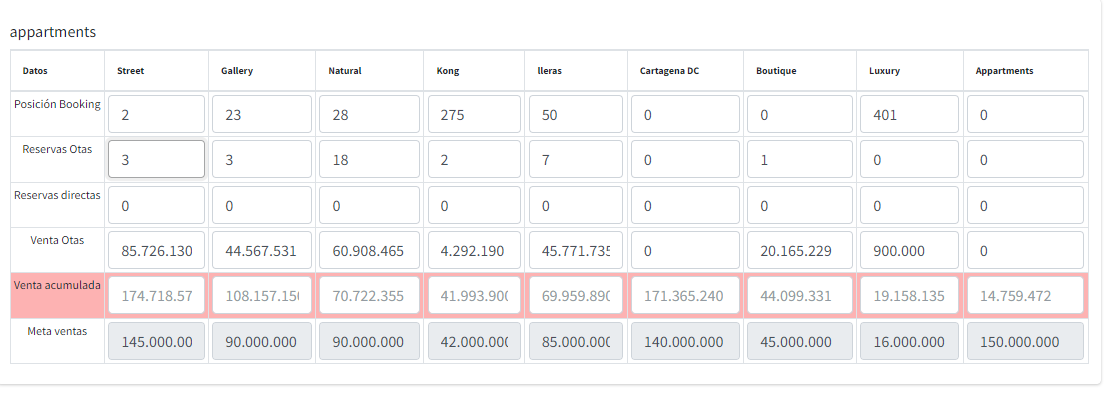 appartments
Datos Street Gallery Natural Kong lleras Cartagena DC Boutique Luxury Appartments
Posición Booking 2 23 28 275 50 0 0 401 0
Reservas Otas 3 3 18 2 7 0 1 0 0
Reservas directas 0 0 0 0 0 0 0 0 0
Venta Otas 85.726.130 44.567.531 60.908.465 4.292.190 45.771.735 0 20.165.229 900.000 0
Venta acumulada 174.718.57 108.157.15 70.722.355 41.993.90 69.959.89 171.365.240 44.099.331 19.158.135 14.759.472
Meta ventas 145.000.00 90.000.000 90.000.000 42.000.00 85.000.00 140.000.000 45.000.000 16.000.000 150.000.000